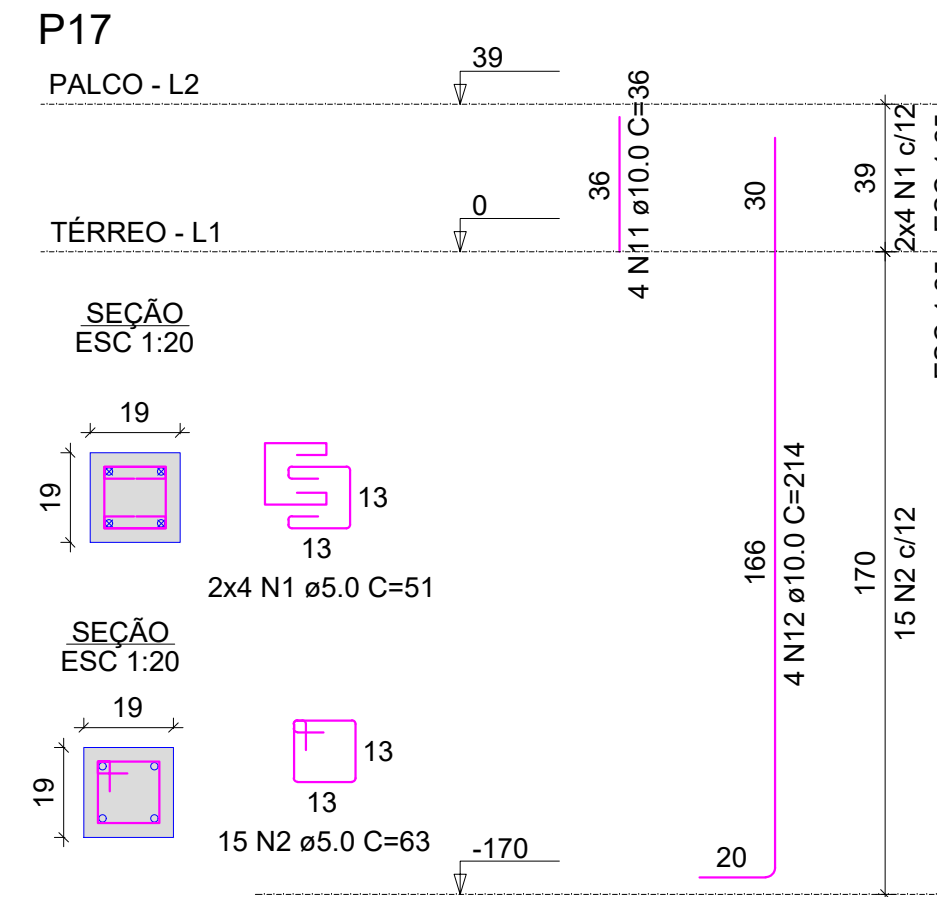 P17
PALCO - L2
39
36
4 N11 ø10.0 C=36
30
39
2x4 N1 c/12
TÉRREO - L1
0
SEÇÃO
ESC 1:20
19
19
13
13
2x4 N1 ø5.0 C=51
166
4 N12 ø10.0 C=214
170
15 N2 c/12
SEÇÃO
ESC 1:20
19
19
13
13
15 N2 ø5.0 C=63
-170
20